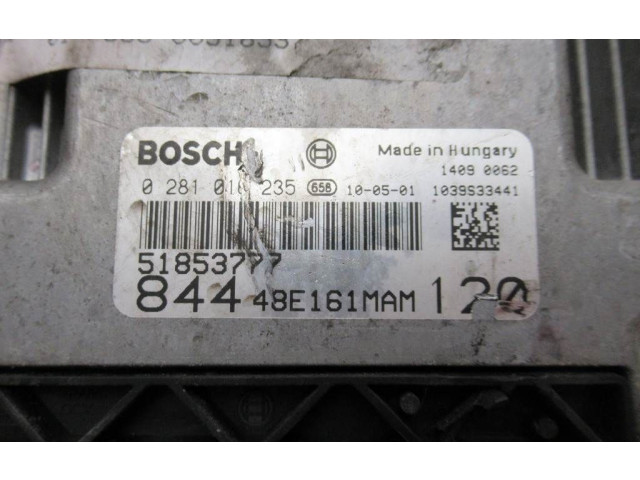 BOSCH Made in Hungary
1409 0062
235 658 10-05-01 1039S33441
0 281
51853777
844 48E161MAM 120